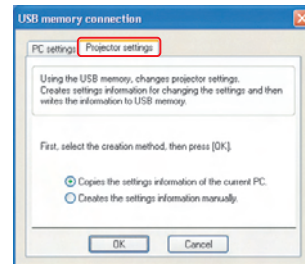 USB memory connection
PC settings Projector settings
Using the USB memory, changes projector settings.
Creates settings information for changing the settings and then
writes the information to USB memory.
First, select the creation method, then press [OK].
Copies the settings information of the current PC.
Creates the settings information manually.
OK Cancel